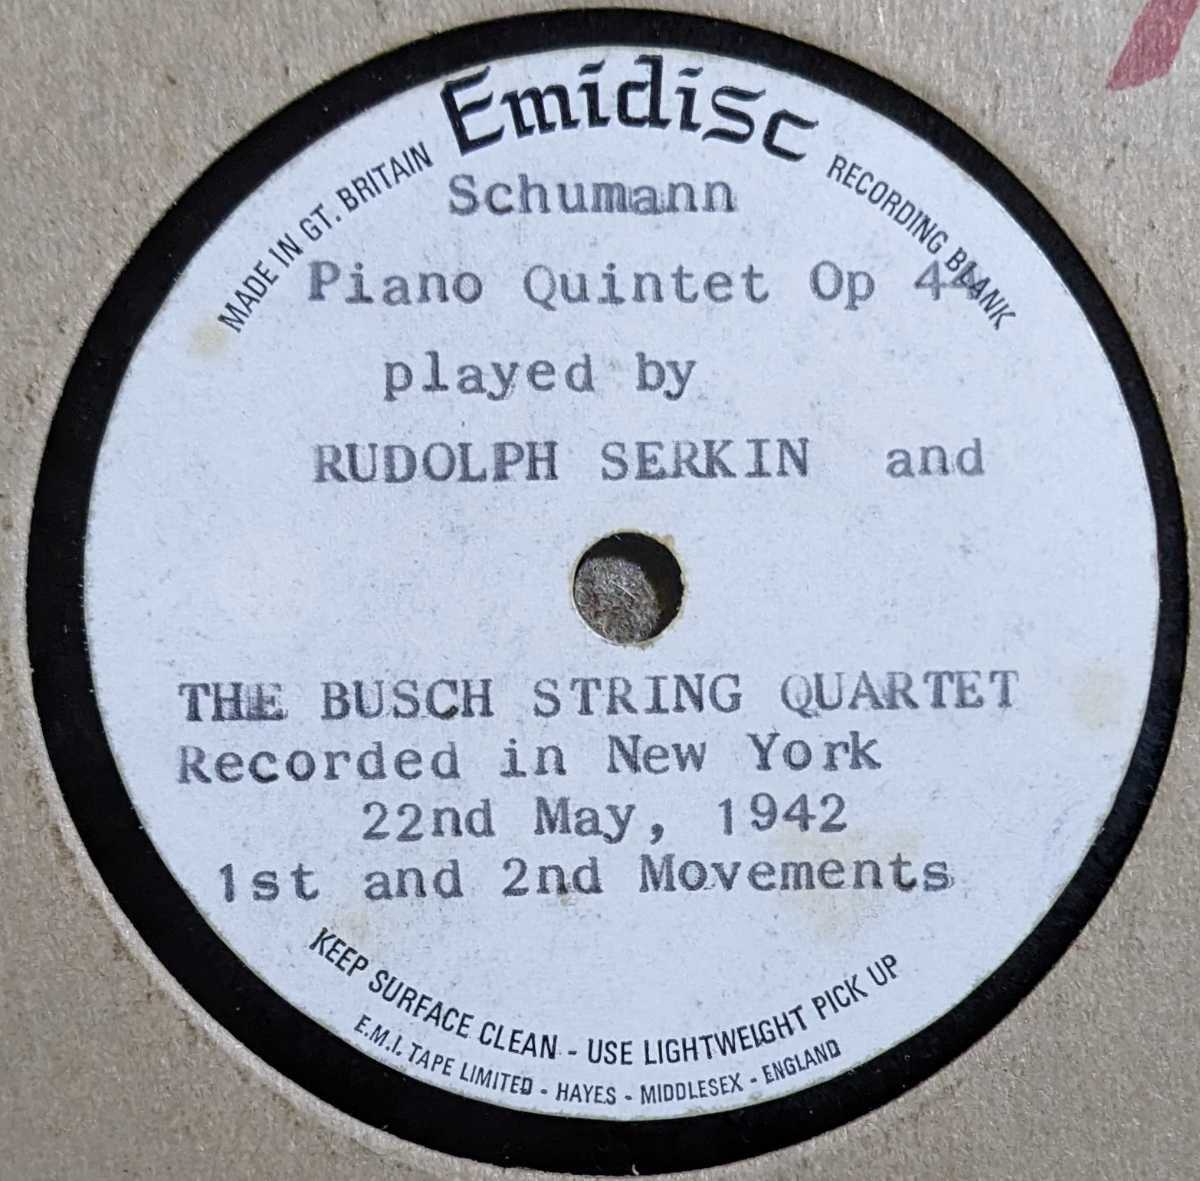 Emidisc
MADE IN GT. BRITAIN
RECORDING BLANK
Schumann
Piano Quintet Op 44
played by
RUDOLPH SERKIN and
THE BUSCH STRING QUARTET
Recorded in New York
22nd May, 1942
1st and 2nd Movements
KEEP SURFACE CLEAN - USE LIGHTWEIGHT PICK UP
E.M.I. TAPE LIMITED - HAYES - MIDDLESEX - ENGLAND